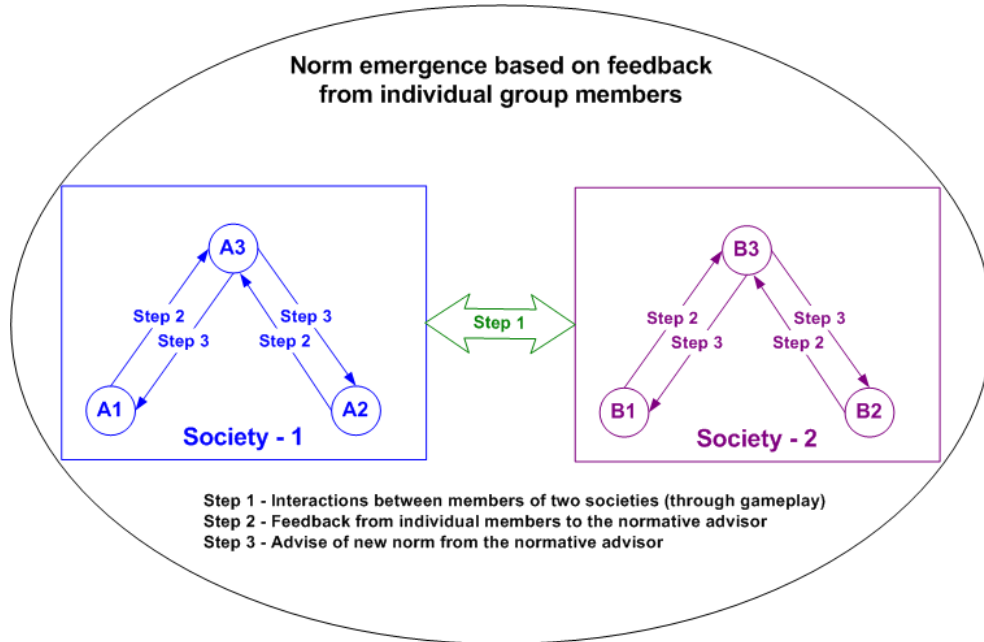 Norm emergence based on feedback
from individual group members
A3
Step 2
Step 3
Step 3
Step 2
A1
A2
Society - 1
Step 1
B3
Step 2
Step 3
Step 3
Step 2
B1
B2
Society - 2
Step 1 - Interactions between members of two societies (through gameplay)
Step 2 - Feedback from individual members to the normative advisor
Step 3 - Advise of new norm from the normative advisor